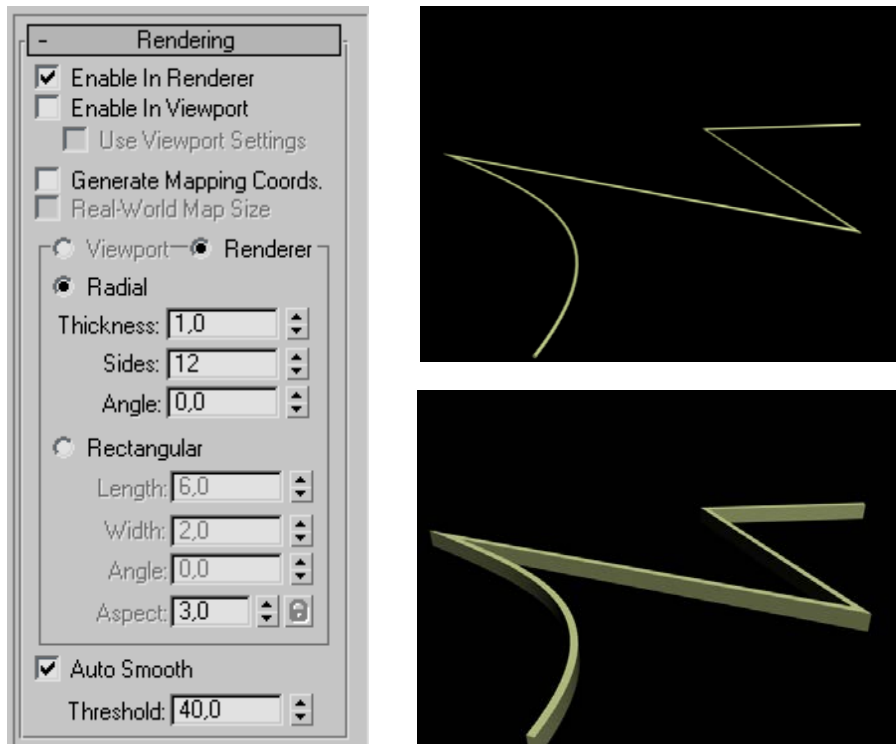 - Rendering
Enable In Renderer
Enable In Viewport
Use Viewport Settings
Generate Mapping Coords.
Real-World Map Size
Viewport Renderer
Radial
Thickness: 1,0
Sides: 12
Angle: 0,0
Rectangular
Length: 6,0
Width: 2,0
Angle: 0,0
Aspect: 3,0
Auto Smooth
Threshold: 40,0